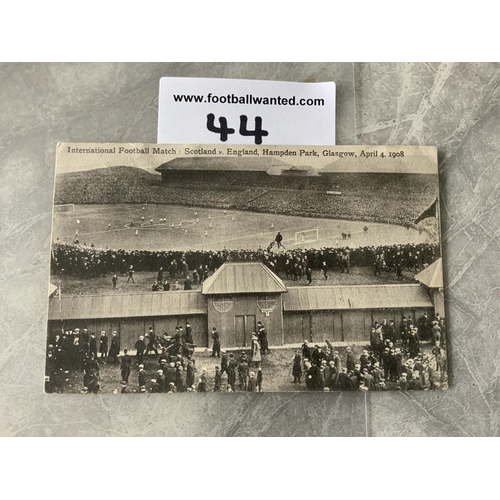 www.footballwanted.com
44
International Football Match : Scotland v. England, Hampden Park, Glasgow, April 4, 1908